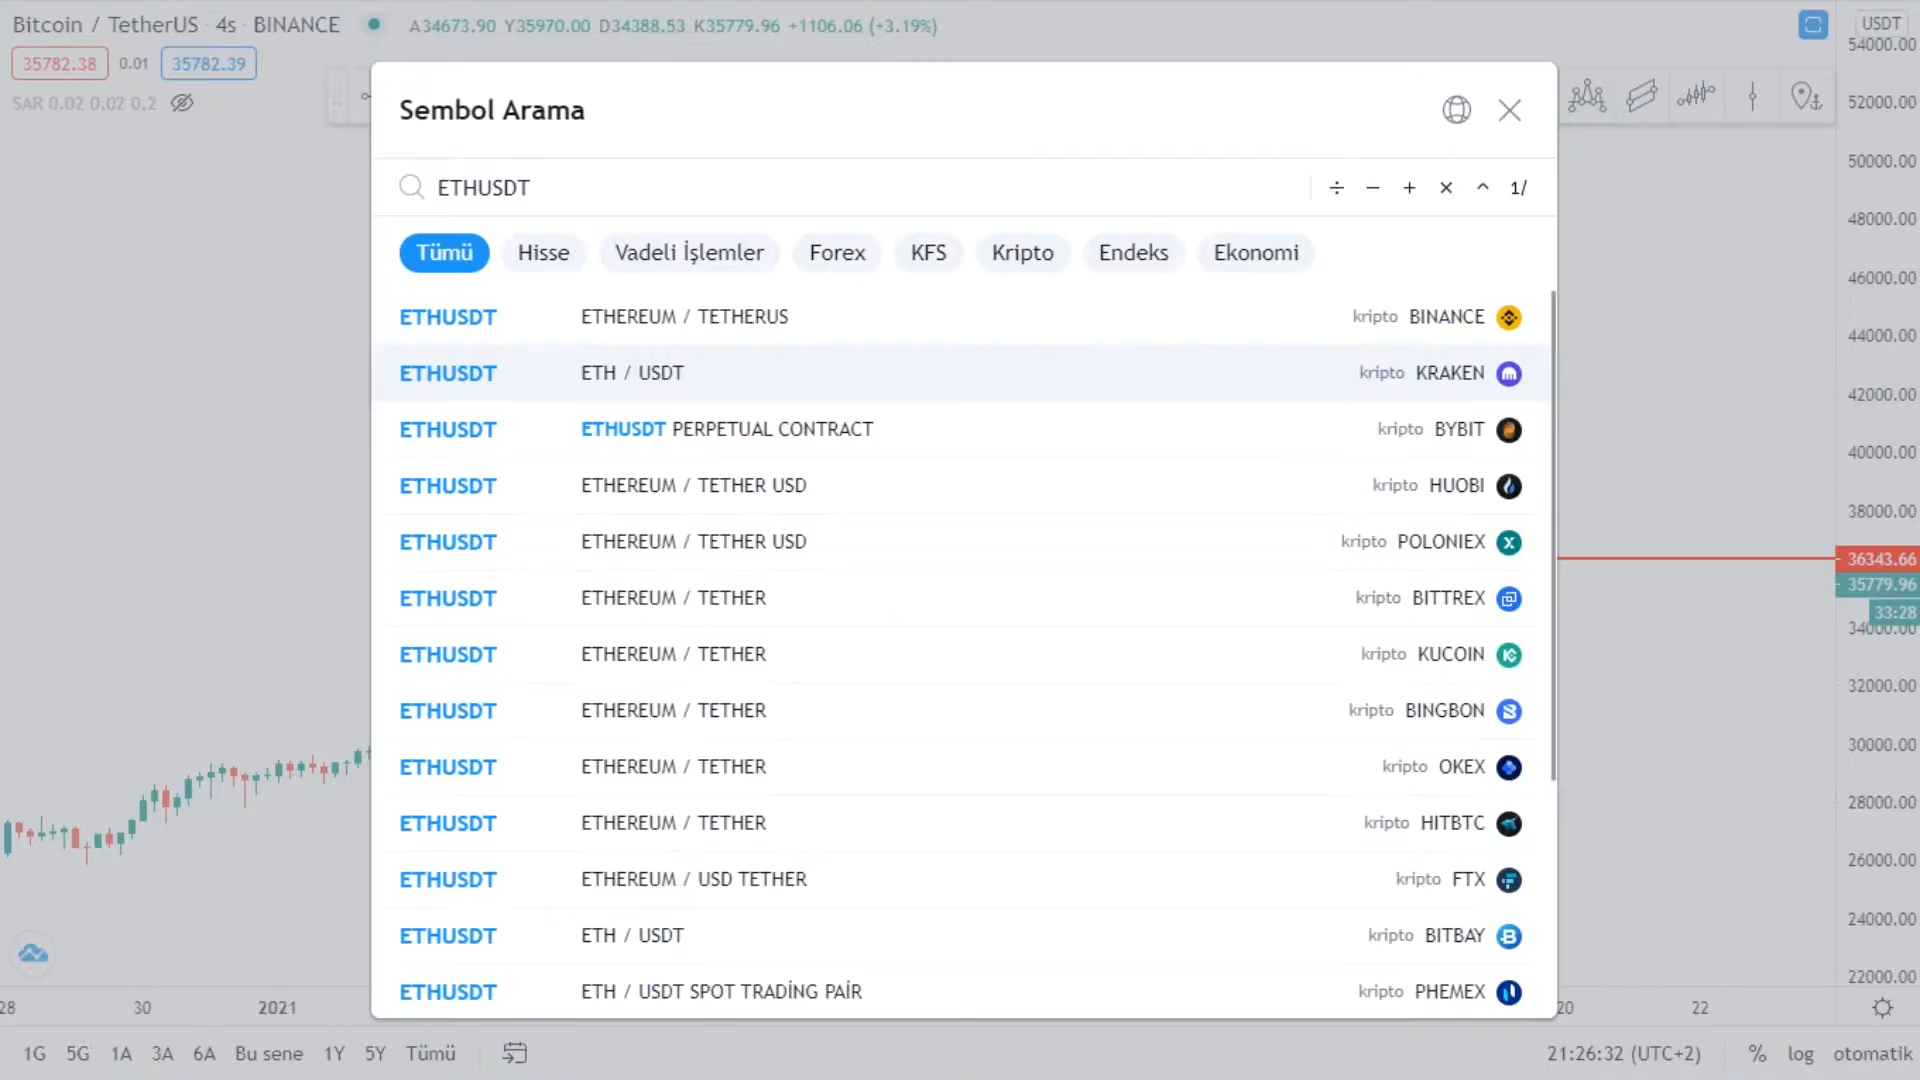 Bitcoin / TetherUS · 4s · BINANCE A34673.90 Y35970.00 D34388.53 K35779.96 +1106.06 (+3.19%)
USDT
54000.00
35782.38 0.01 35782.39
SAR 0.02 0.02 0.2
52000.00
50000.00
48000.00
46000.00
44000.00
42000.00
40000.00
38000.00
36343.66
35779.96
33:28
34000.00
32000.00
30000.00
28000.00
26000.00
24000.00
22000.00
Sembol Arama
ETHUSDT ÷ − + × ^ 1/
Tümü Hisse Vadeli İşlemler Forex KFS Kripto Endeks Ekonomi
ETHUSDT ETHEREUM / TETHERUS kripto BINANCE
ETHUSDT ETH / USDT kripto KRAKEN
ETHUSDT ETHUSDT PERPETUAL CONTRACT kripto BYBIT
ETHUSDT ETHEREUM / TETHER USD kripto HUOBI
ETHUSDT ETHEREUM / TETHER USD kripto POLONIEX
ETHUSDT ETHEREUM / TETHER kripto BITTREX
ETHUSDT ETHEREUM / TETHER kripto KUCOIN
ETHUSDT ETHEREUM / TETHER kripto BINGBON
ETHUSDT ETHEREUM / TETHER kripto OKEX
ETHUSDT ETHEREUM / TETHER kripto HITBTC
ETHUSDT ETHEREUM / USD TETHER kripto FTX
ETHUSDT ETH / USDT kripto BITBAY
ETHUSDT ETH / USDT SPOT TRADİNG PAİR kripto PHEMEX
28 30 2021 20 22
1G 5G 1A 3A 6A Bu sene 1Y 5Y Tümü 21:26:32 (UTC+2) % log otomatik